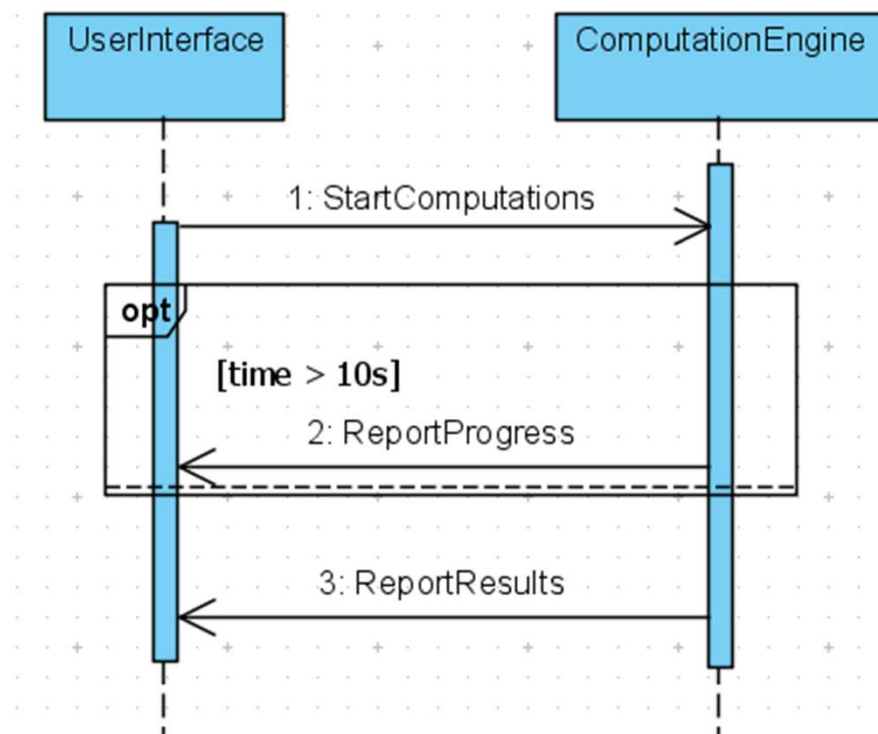 UserInterface
ComputationEngine
1: StartComputations
opt
[time > 10s]
2: ReportProgress
3: ReportResults